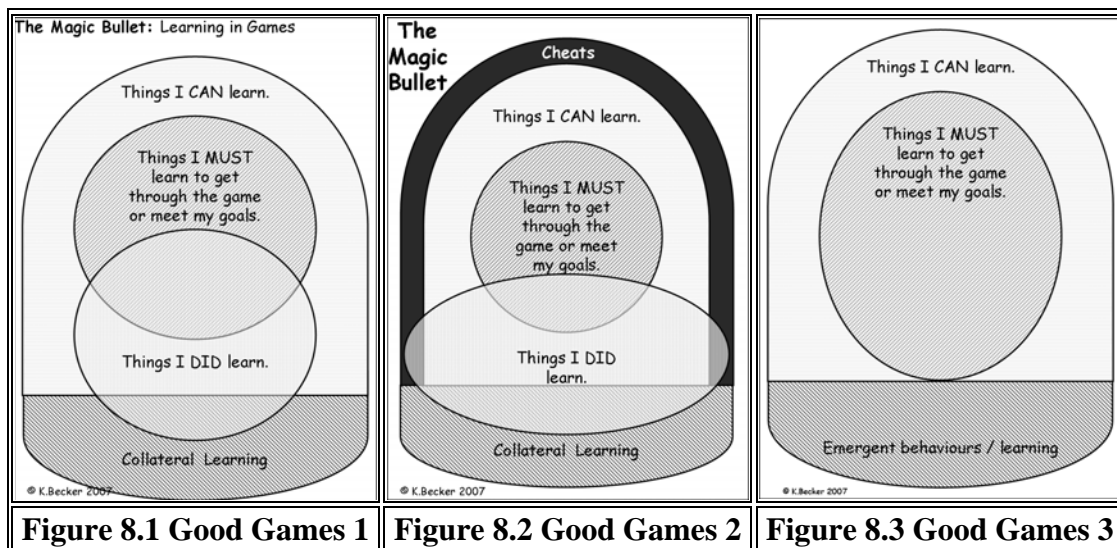 The Magic Bullet: Learning in Games
Things I CAN learn.
Things I MUST
learn to get
through the game
or meet my goals.
Things I DID learn.
Collateral Learning
© K.Becker 2007
Figure 8.1 Good Games 1
The
Magic
Bullet
Cheats
Things I CAN learn.
Things I MUST
learn to get
through the
game or meet
my goals.
Things I DID
learn.
Collateral Learning
© K.Becker 2007
Figure 8.2 Good Games 2
Things I CAN learn.
Things I MUST
learn to get
through the game
or meet my goals.
Emergent behaviours / learning
© K.Becker 2007
Figure 8.3 Good Games 3